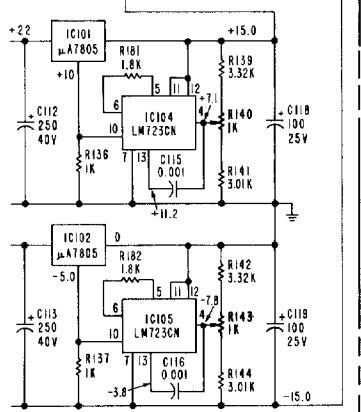 +22
IC101
μA7805
+15.0
+10
R181
1.8K
R139
3.32K
5
11
12
6
+7.1
+ C112
250
40V
IC104
LM723CN
4
R140
1K
+ C118
100
25V
10
R136
1K
7
13
C115
0.001
R141
3.01K
+11.2
IC102
μA7805
0
-5.0
R182
1.8K
R142
3.32K
5
11
12
6
-7.8
+ C113
250
40V
IC105
LM723CN
4
R143
1K
+ C119
100
25V
10
R137
1K
7
13
C116
0.001
R144
3.01K
-3.8
-15.0